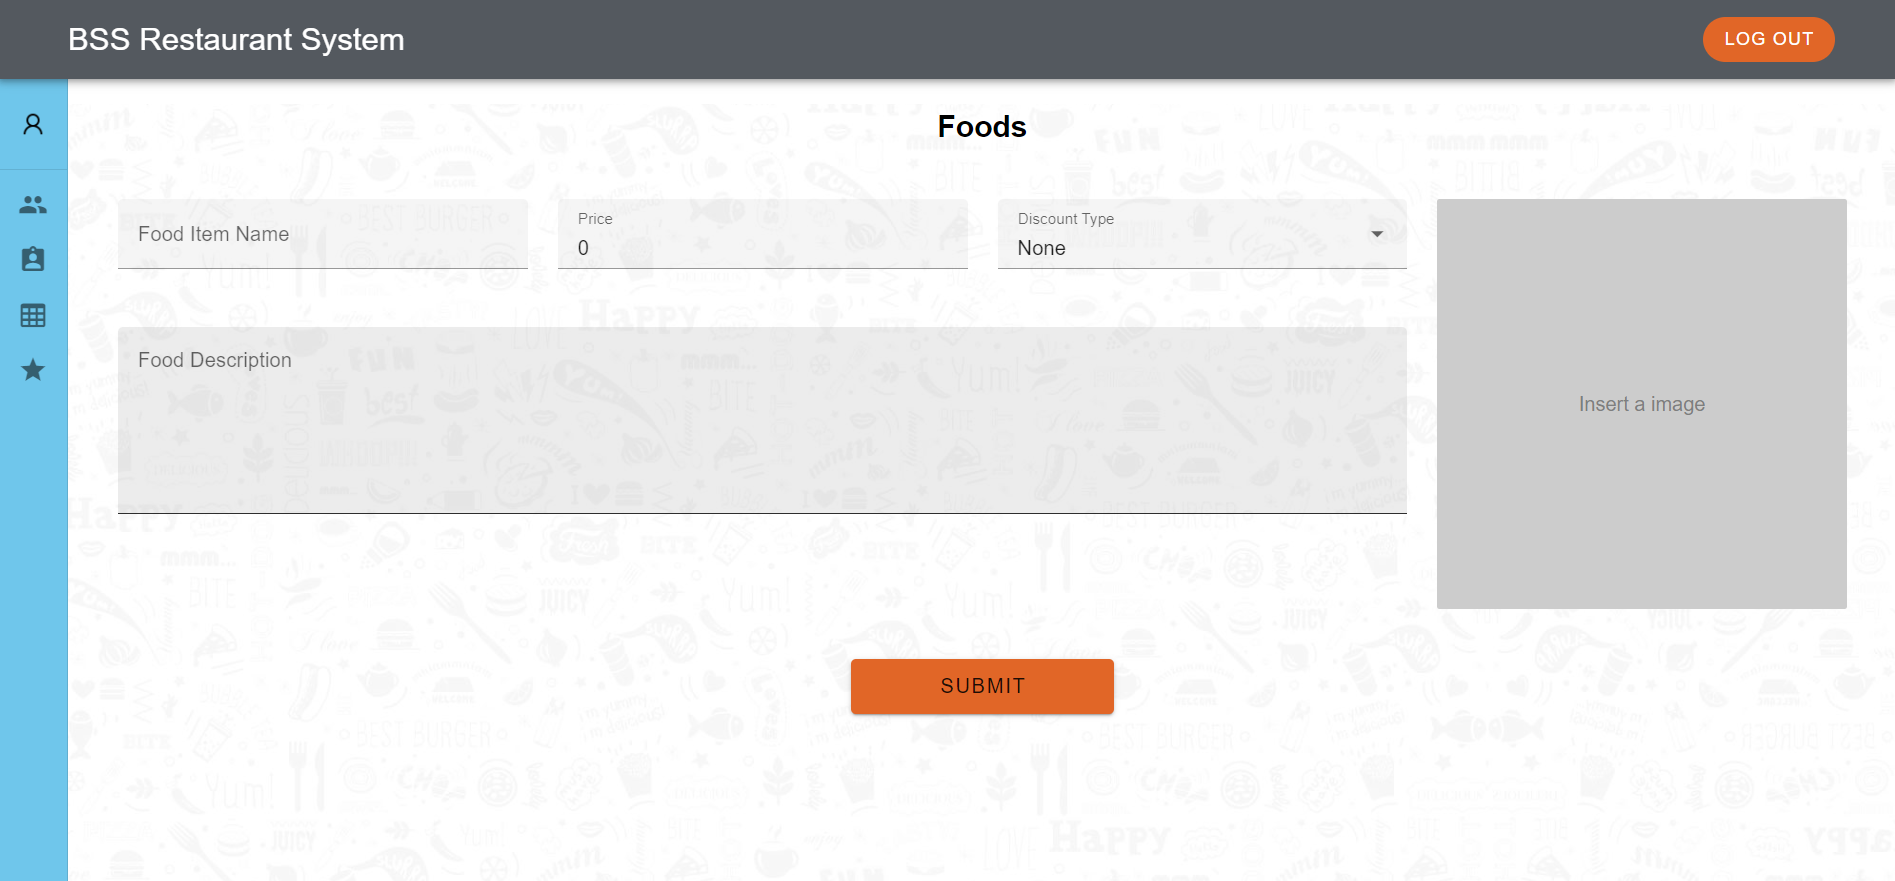 BSS Restaurant System
LOG OUT
Foods
Food Item Name
Price
0
Discount Type
None
Food Description
Insert a image
SUBMIT